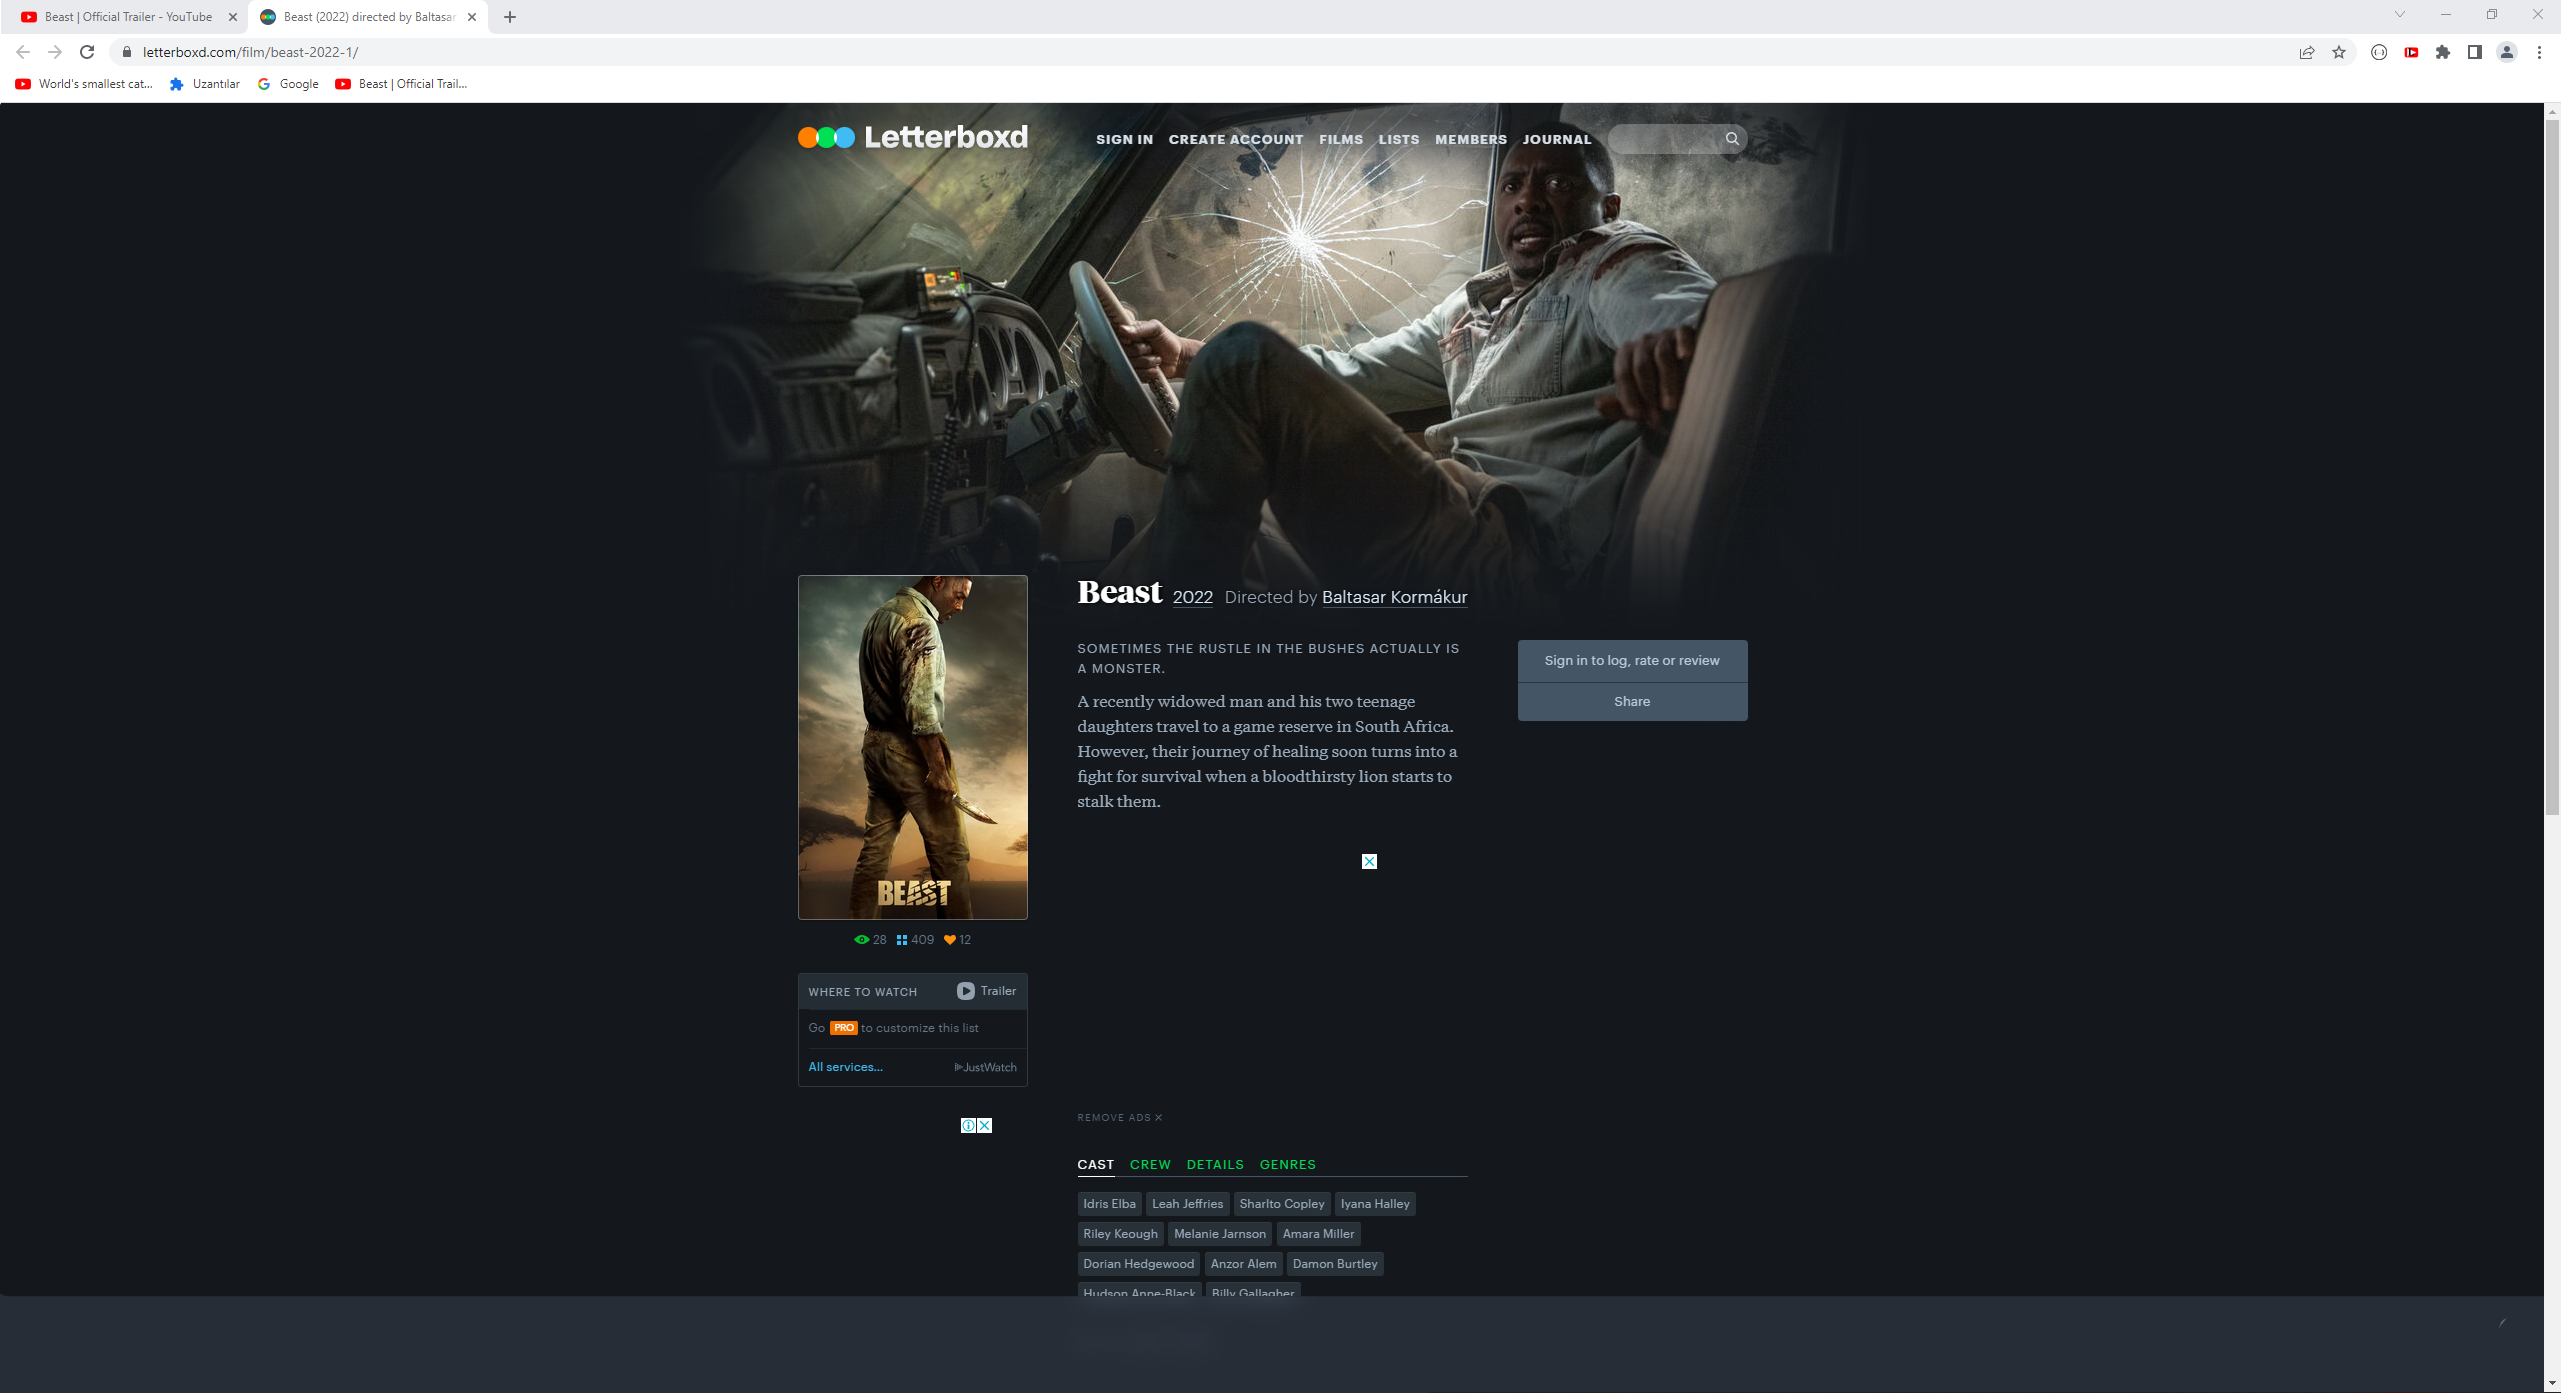 Beast | Official Trailer - YouTube
Beast (2022) directed by Baltasar
letterboxd.com/film/beast-2022-1/
World's smallest cat...
Uzantılar
Google
Beast | Official Trail...
Letterboxd
SIGN IN
CREATE ACCOUNT
FILMS
LISTS
MEMBERS
JOURNAL
BEAST
28
409
12
WHERE TO WATCH
Trailer
Go PRO to customize this list
All services...
JustWatch
Beast 2022 Directed by Baltasar Kormákur
SOMETIMES THE RUSTLE IN THE BUSHES ACTUALLY IS
A MONSTER.
A recently widowed man and his two teenage
daughters travel to a game reserve in South Africa.
However, their journey of healing soon turns into a
fight for survival when a bloodthirsty lion starts to
stalk them.
Sign in to log, rate or review
Share
REMOVE ADS
CAST
CREW
DETAILS
GENRES
Idris Elba
Leah Jeffries
Sharlto Copley
Iyana Halley
Riley Keough
Melanie Jarnson
Amara Miller
Dorian Hedgewood
Anzor Alem
Damon Burtley
Hudson Anne-Black
Billy Gallagher